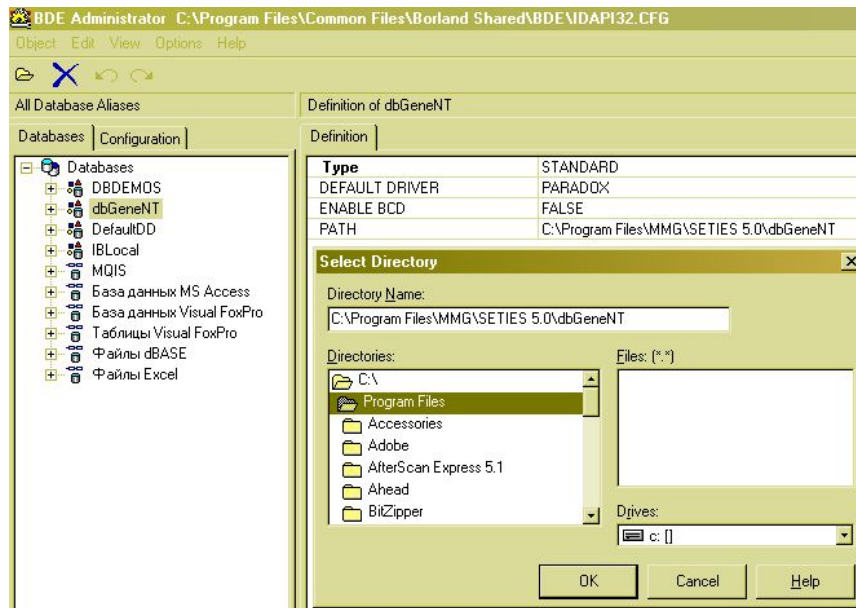 BDE Administrator C:\Program Files\Common Files\Borland Shared\BDE\IDAPI32.CFG
Object Edit View Options Help
All Database Aliases
Definition of dbGeneNT
Databases
Configuration
Definition
Databases
DBDEMOS
dbGeneNT
DefaultDD
IBLocal
MQIS
База данных MS Access
База данных Visual FoxPro
Таблицы Visual FoxPro
Файлы dBASE
Файлы Excel
Type STANDARD
DEFAULT DRIVER PARADOX
ENABLE BCD FALSE
PATH C:\Program Files\MMG\SETIES 5.0\dbGeneNT
Select Directory
Directory Name:
C:\Program Files\MMG\SETIES 5.0\dbGeneNT
Directories:
C:\
Program Files
Accessories
Adobe
AfterScan Express 5.1
Ahead
BitZipper
Files: (*.*)
Drives:
c: []
OK Cancel Help